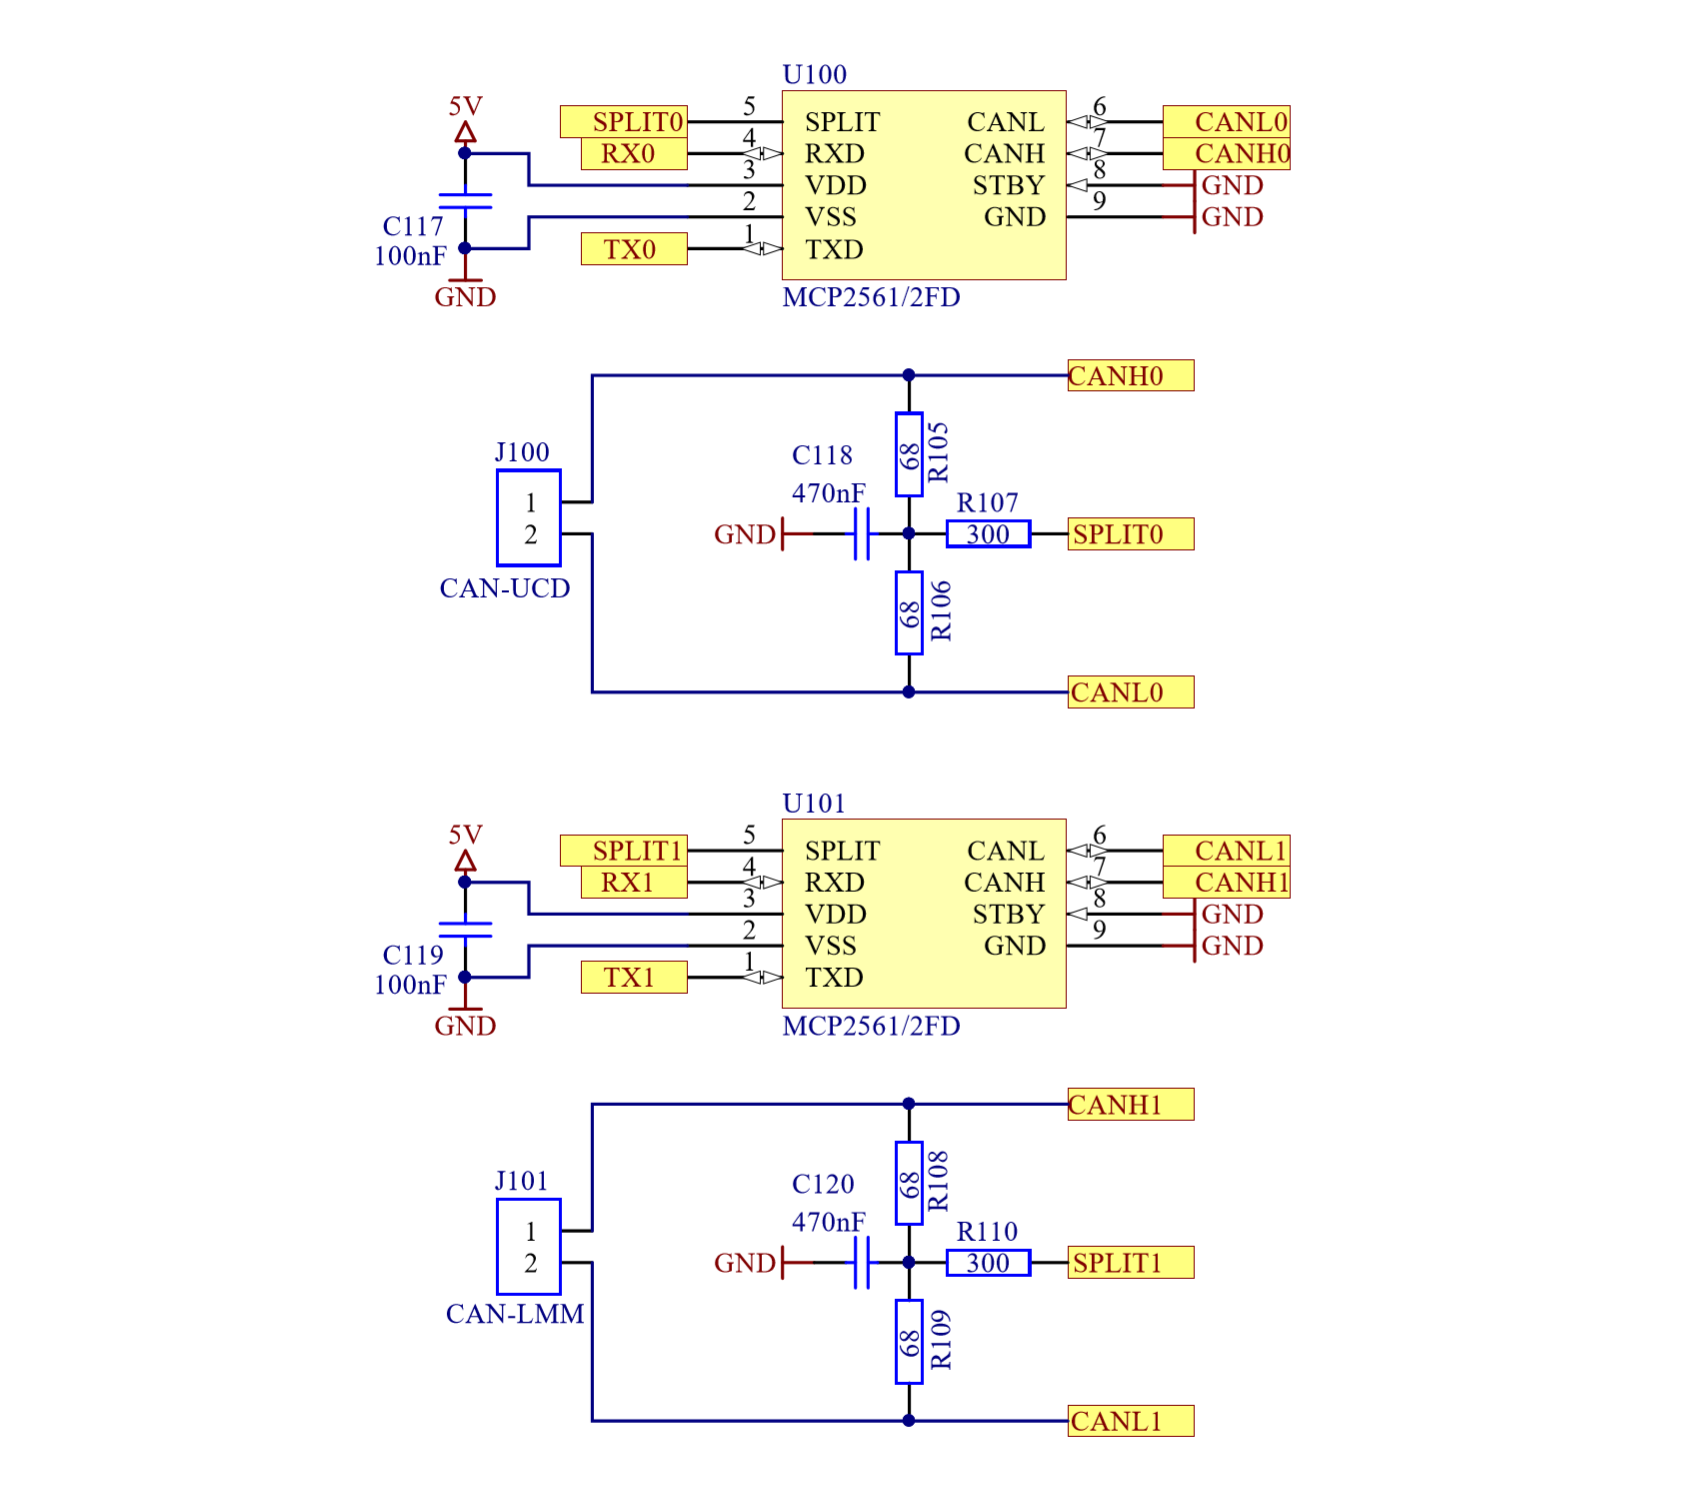 U100
5V
SPLIT0 5 SPLIT CANL 6 CANL0
RX0 4 RXD CANH 7 CANH0
3 VDD STBY 8 GND
C117 2 VSS GND 9 GND
100nF TX0 1 TXD
GND MCP2561/2FD
CANH0
J100 C118 68 R105
470nF R107
1
2 GND 300 SPLIT0
CAN-UCD 68 R106
CANL0
U101
5V
SPLIT1 5 SPLIT CANL 6 CANL1
RX1 4 RXD CANH 7 CANH1
3 VDD STBY 8 GND
C119 2 VSS GND 9 GND
100nF TX1 1 TXD
GND MCP2561/2FD
CANH1
J101 C120 68 R108
470nF R110
1
2 GND 300 SPLIT1
CAN-LMM 68 R109
CANL1